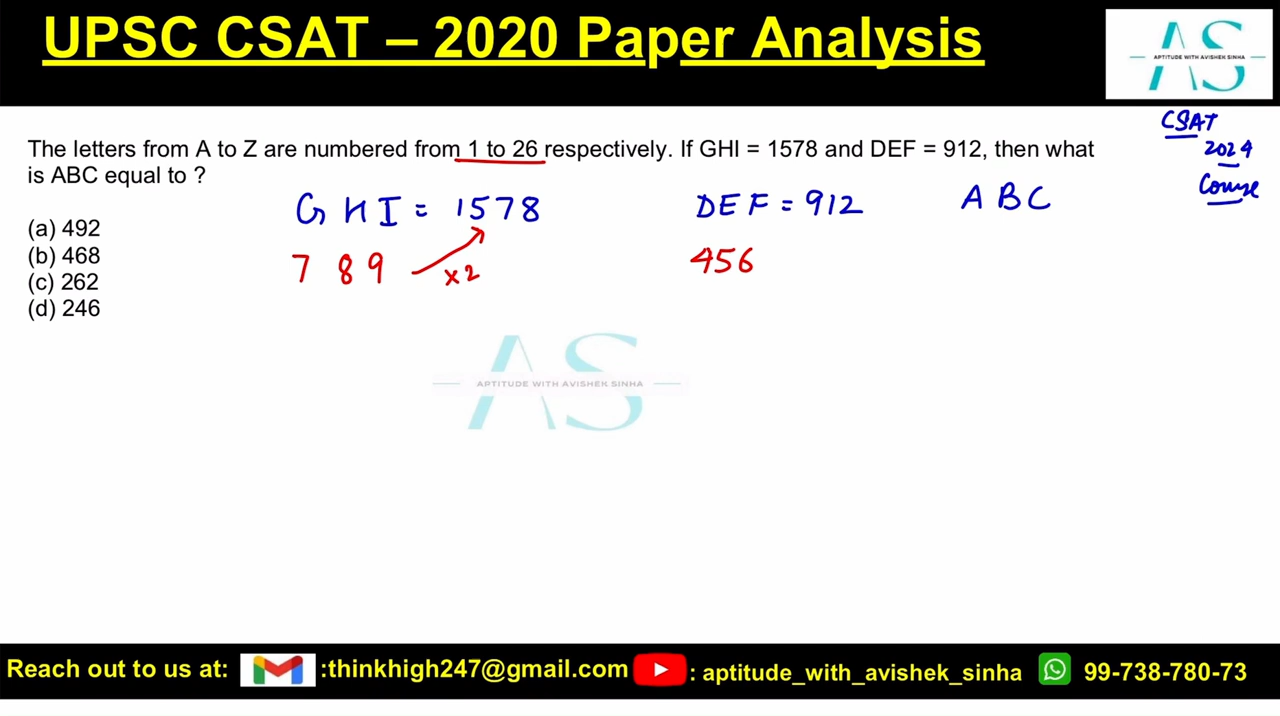 UPSC CSAT – 2020 Paper Analysis
AS
APTITUDE WITH AVISHEK SINHA
CSAT
2024
Course
The letters from A to Z are numbered from 1 to 26 respectively. If GHI = 1578 and DEF = 912, then what
is ABC equal to ?
(a) 492
(b) 468
(c) 262
(d) 246
GHI = 1578
DEF = 912
ABC
7 8 9
x2
456
AS
APTITUDE WITH AVISHEK SINHA
Reach out to us at: :thinkhigh247@gmail.com : aptitude_with_avishek_sinha 99-738-780-73